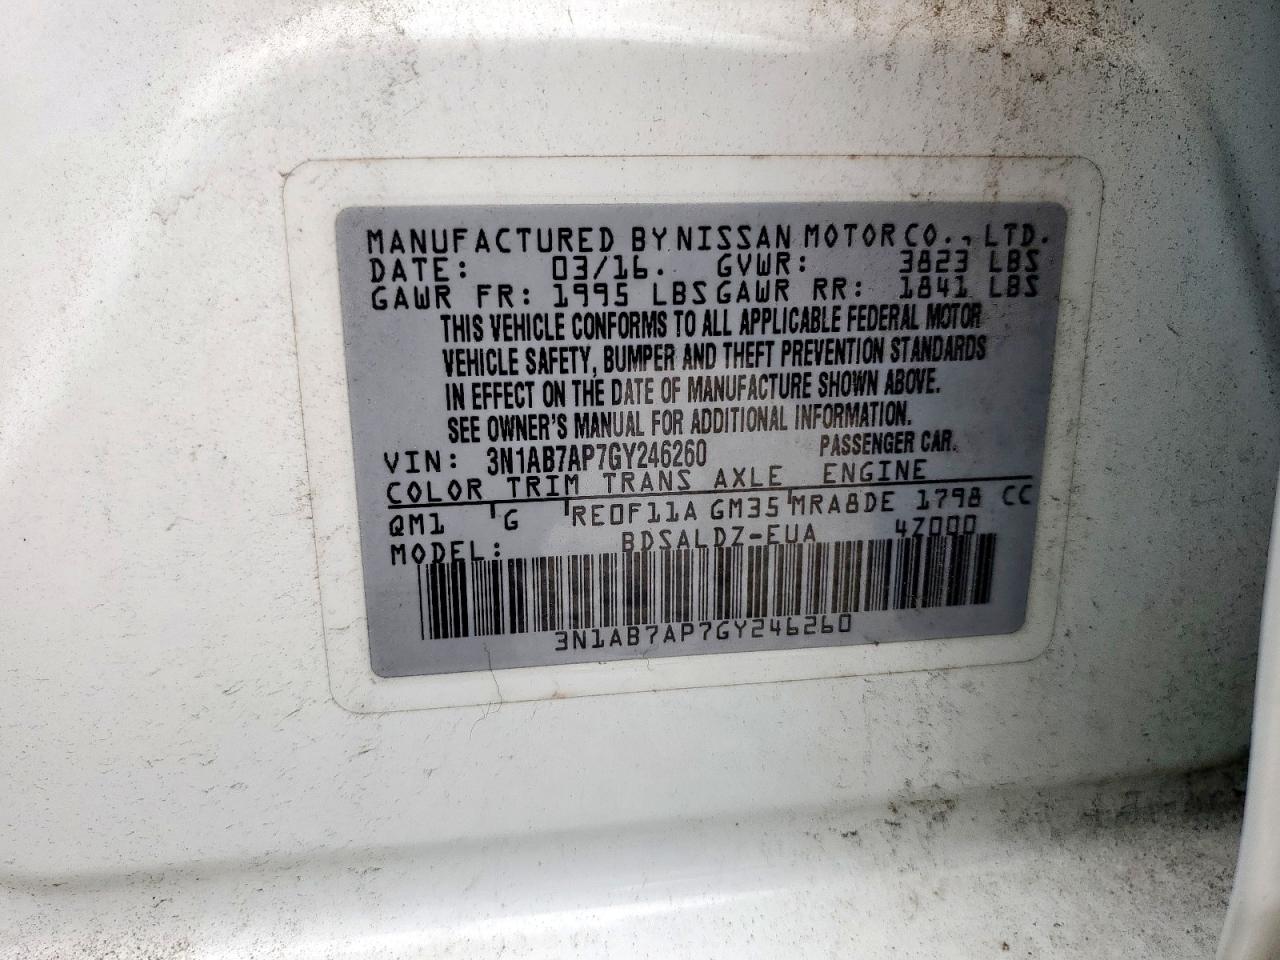 MANUFACTURED BY NISSAN MOTOR CO., LTD.
DATE: 03/16. GVWR: 3823 LBS
GAWR FR: 1995 LBS GAWR RR: 1841 LBS
THIS VEHICLE CONFORMS TO ALL APPLICABLE FEDERAL MOTOR
VEHICLE SAFETY, BUMPER AND THEFT PREVENTION STANDARDS
IN EFFECT ON THE DATE OF MANUFACTURE SHOWN ABOVE.
SEE OWNER'S MANUAL FOR ADDITIONAL INFORMATION.
VIN: 3N1AB7AP7GY246260 PASSENGER CAR.
COLOR TRIM TRANS AXLE ENGINE
QM1 G RE0F11A GM35 MRA8DE 1798 CC
MODEL: BDSALDZ-EUA 4Z000
3N1AB7AP7GY246260